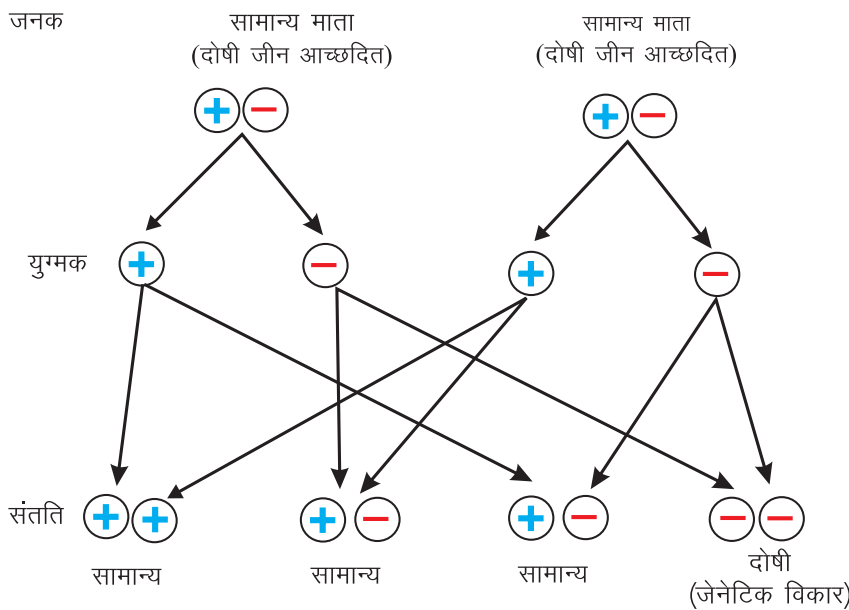 जनक
सामान्य माता
(दोषी जीन आच्छदित)
सामान्य माता
(दोषी जीन आच्छदित)
+ −
+ −
युग्मक
+
−
+
−
संतति
+ +
+ −
+ −
− −
सामान्य
सामान्य
सामान्य
दोषी
(जेनेटिक विकार)